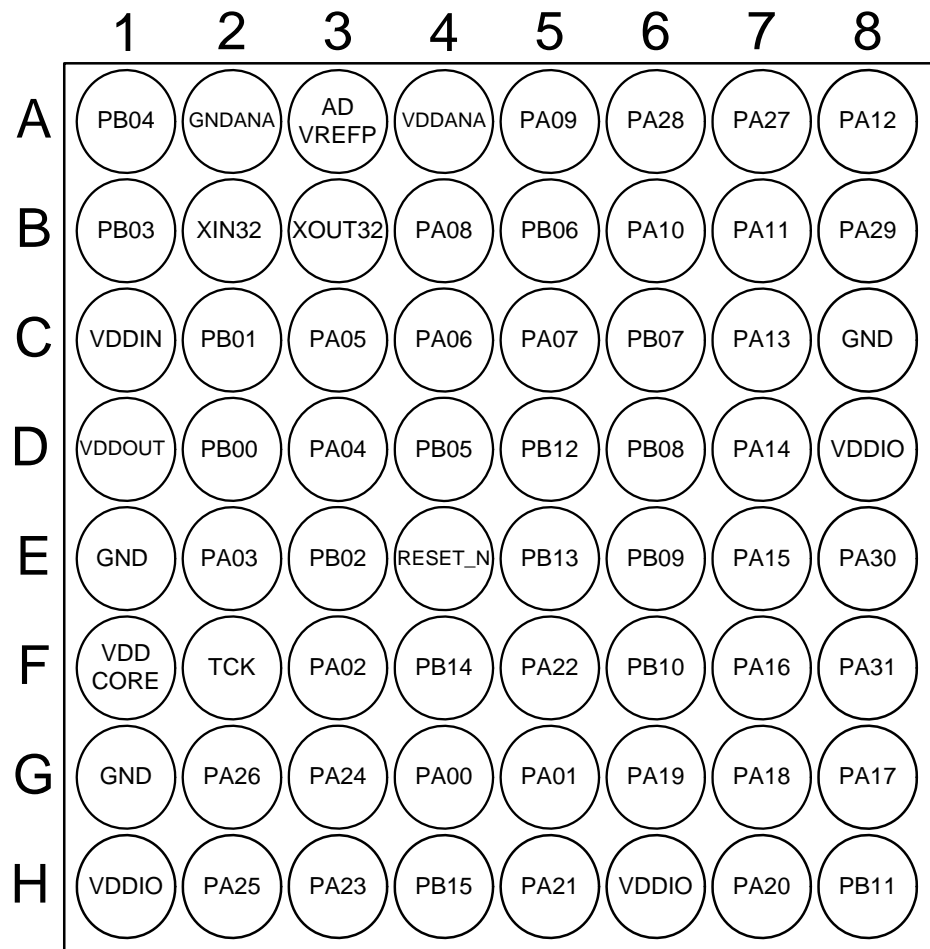 1 2 3 4 5 6 7 8
A PB04 GNDANA AD VREFP VDDANA PA09 PA28 PA27 PA12
B PB03 XIN32 XOUT32 PA08 PB06 PA10 PA11 PA29
C VDDIN PB01 PA05 PA06 PA07 PB07 PA13 GND
D VDDOUT PB00 PA04 PB05 PB12 PB08 PA14 VDDIO
E GND PA03 PB02 RESET_N PB13 PB09 PA15 PA30
F VDD CORE TCK PA02 PB14 PA22 PB10 PA16 PA31
G GND PA26 PA24 PA00 PA01 PA19 PA18 PA17
H VDDIO PA25 PA23 PB15 PA21 VDDIO PA20 PB11